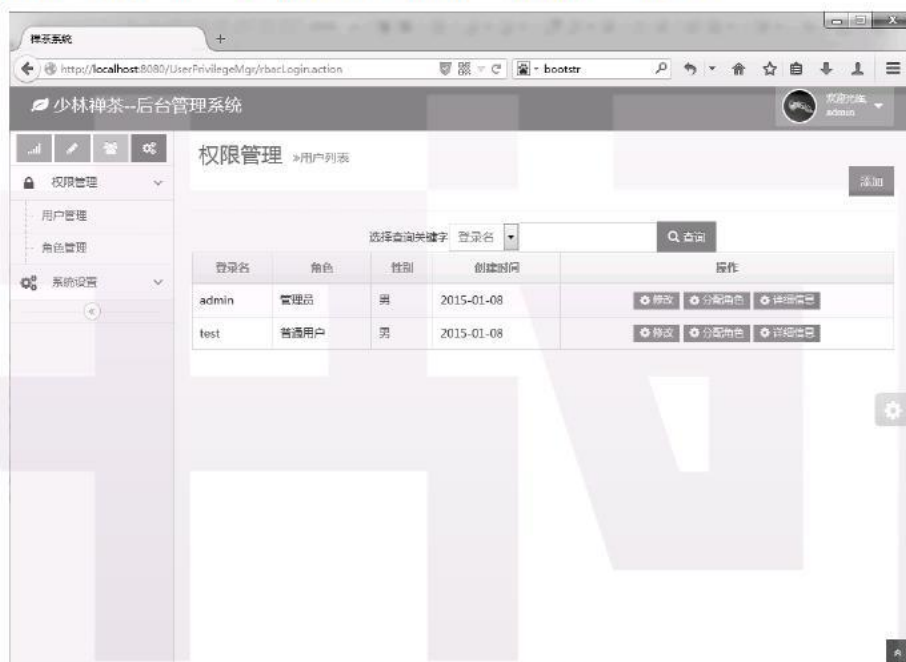 禅茶系统
+
http://localhost:8080/UserPrivilegeMgr/rbacLogin.action
bootstr
少林禅茶--后台管理系统
欢迎光临
admin
权限管理 »用户列表
权限管理
添加
用户管理
角色管理
系统设置
选择查询关键字 登录名 查询
登录名 角色 性别 创建时间 操作
admin 管理员 男 2015-01-08 修改 分配角色 详细信息
test 普通用户 男 2015-01-08 修改 分配角色 详细信息